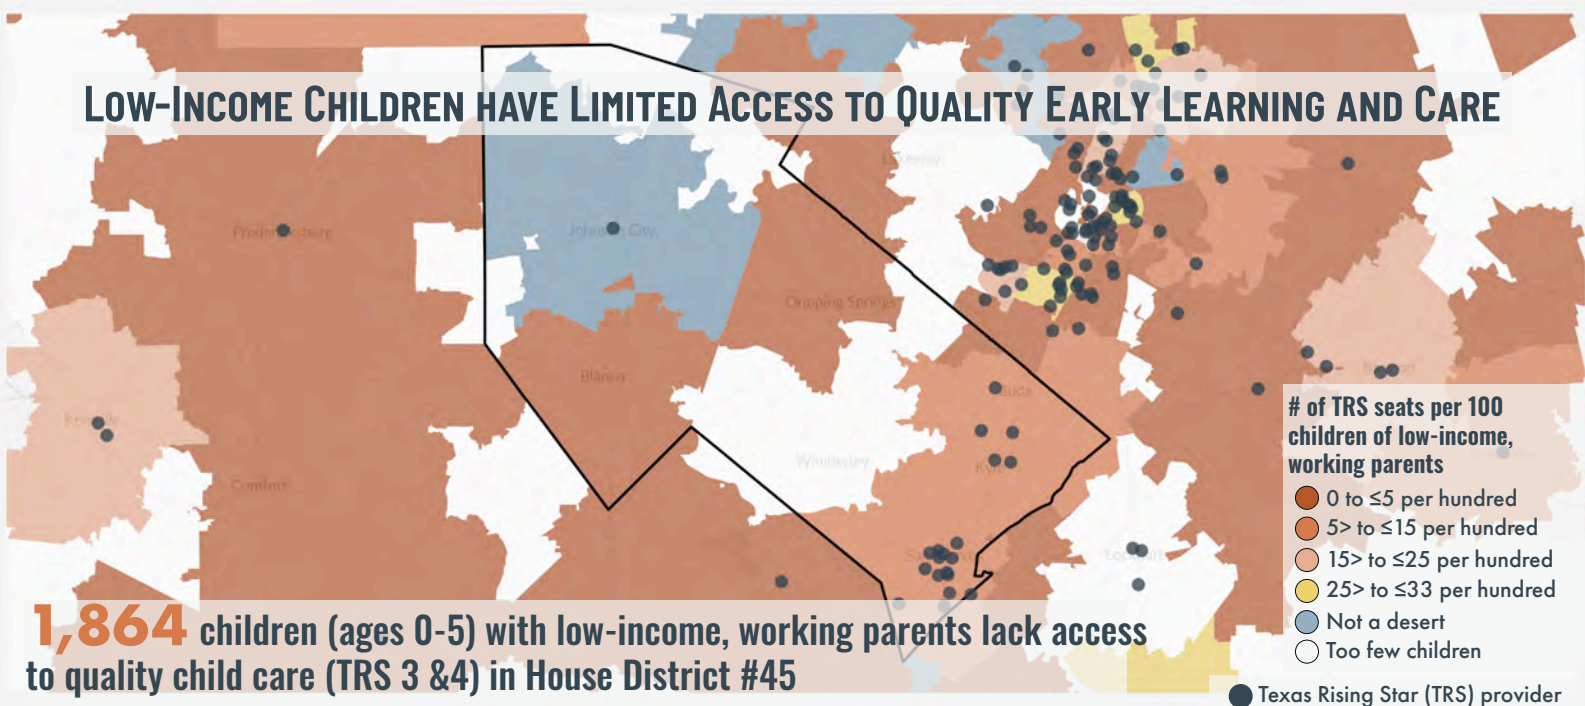 Low-Income Children have Limited Access to Quality Early Learning and Care
Lakeway
Johnson City
Dripping Springs
Blanco
Buda
Wimberley
Kyle
Comfort
Lockhart
# of TRS seats per 100
children of low-income,
working parents
0 to ≤5 per hundred
5> to ≤15 per hundred
15> to ≤25 per hundred
25> to ≤33 per hundred
Not a desert
Too few children
Texas Rising Star (TRS) provider
1,864 children (ages 0-5) with low-income, working parents lack access
to quality child care (TRS 3 &4) in House District #45